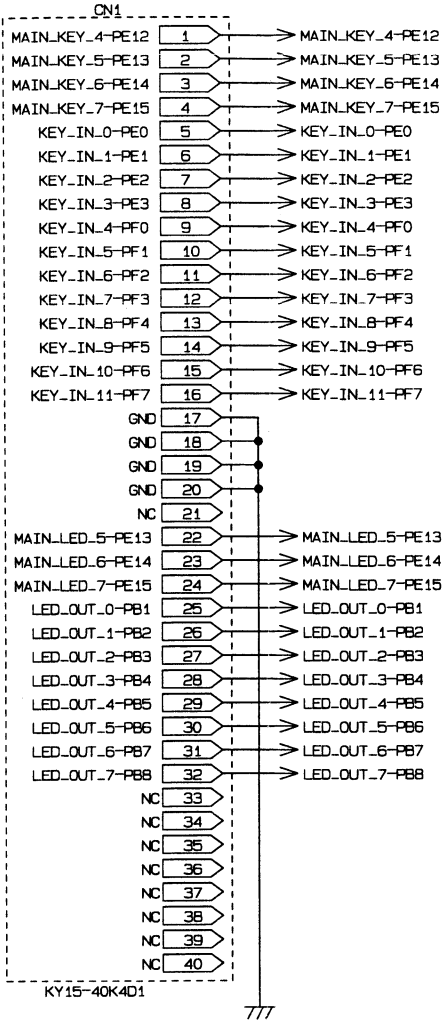 CN1
MAIN_KEY_4-PE12 1 MAIN_KEY_4-PE12
MAIN_KEY_5-PE13 2 MAIN_KEY_5-PE13
MAIN_KEY_6-PE14 3 MAIN_KEY_6-PE14
MAIN_KEY_7-PE15 4 MAIN_KEY_7-PE15
KEY_IN_0-PE0 5 KEY_IN_0-PE0
KEY_IN_1-PE1 6 KEY_IN_1-PE1
KEY_IN_2-PE2 7 KEY_IN_2-PE2
KEY_IN_3-PE3 8 KEY_IN_3-PE3
KEY_IN_4-PF0 9 KEY_IN_4-PF0
KEY_IN_5-PF1 10 KEY_IN_5-PF1
KEY_IN_6-PF2 11 KEY_IN_6-PF2
KEY_IN_7-PF3 12 KEY_IN_7-PF3
KEY_IN_8-PF4 13 KEY_IN_8-PF4
KEY_IN_9-PF5 14 KEY_IN_9-PF5
KEY_IN_10-PF6 15 KEY_IN_10-PF6
KEY_IN_11-PF7 16 KEY_IN_11-PF7
GND 17
GND 18
GND 19
GND 20
NC 21
MAIN_LED_5-PE13 22 MAIN_LED_5-PE13
MAIN_LED_6-PE14 23 MAIN_LED_6-PE14
MAIN_LED_7-PE15 24 MAIN_LED_7-PE15
LED_OUT_0-PB1 25 LED_OUT_0-PB1
LED_OUT_1-PB2 26 LED_OUT_1-PB2
LED_OUT_2-PB3 27 LED_OUT_2-PB3
LED_OUT_3-PB4 28 LED_OUT_3-PB4
LED_OUT_4-PB5 29 LED_OUT_4-PB5
LED_OUT_5-PB6 30 LED_OUT_5-PB6
LED_OUT_6-PB7 31 LED_OUT_6-PB7
LED_OUT_7-PB8 32 LED_OUT_7-PB8
NC 33
NC 34
NC 35
NC 36
NC 37
NC 38
NC 39
NC 40
KY15-40K4D1